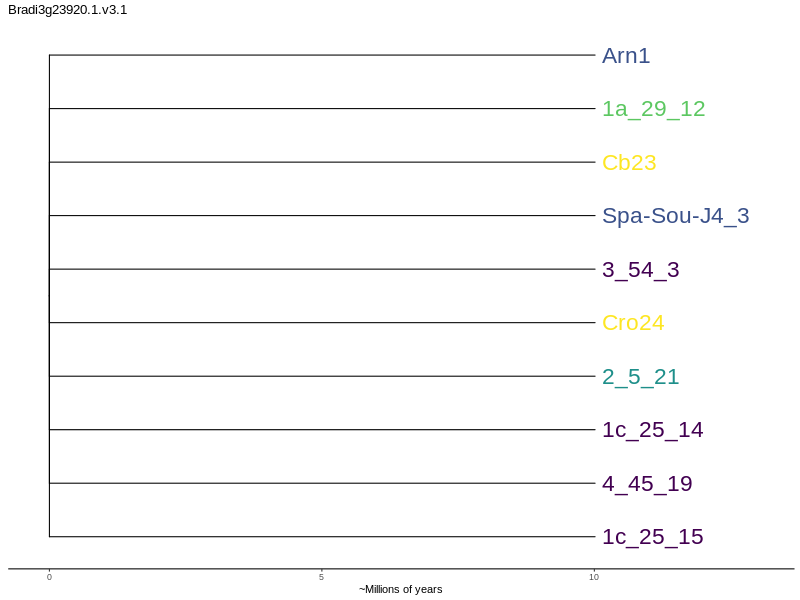 Bradi3g23920.1.v3.1
Arn1
1a_29_12
Cb23
Spa-Sou-J4_3
3_54_3
Cro24
2_5_21
1c_25_14
4_45_19
1c_25_15
0 5 10
~Millions of years